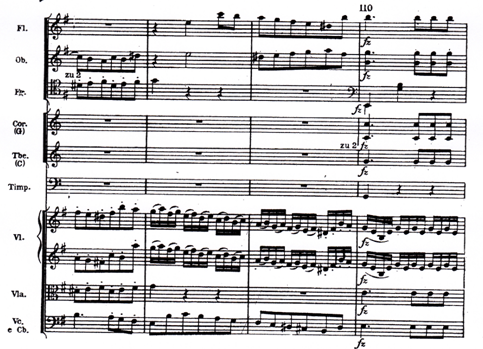 110
Fl.
Ob.
zu 2
Fg.
fz
Cor.
(G)
zu 2
Tbe.
(C)
fz
Timp.
Vl.
fz
fz
Vla.
fz
Vc.
e Cb.
fz